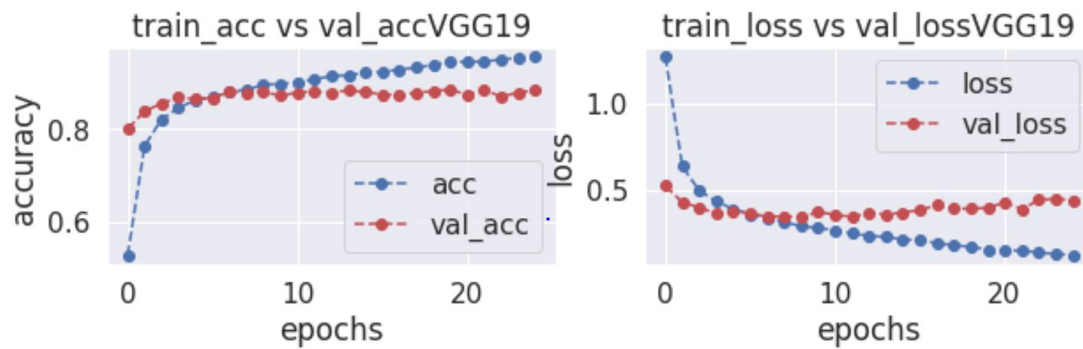 train_acc vs val_accVGG19
accuracy
0.8
0.6
acc
val_acc
0
10
20
epochs
train_loss vs val_lossVGG19
loss
1.0
0.5
loss
val_loss
0
10
20
epochs